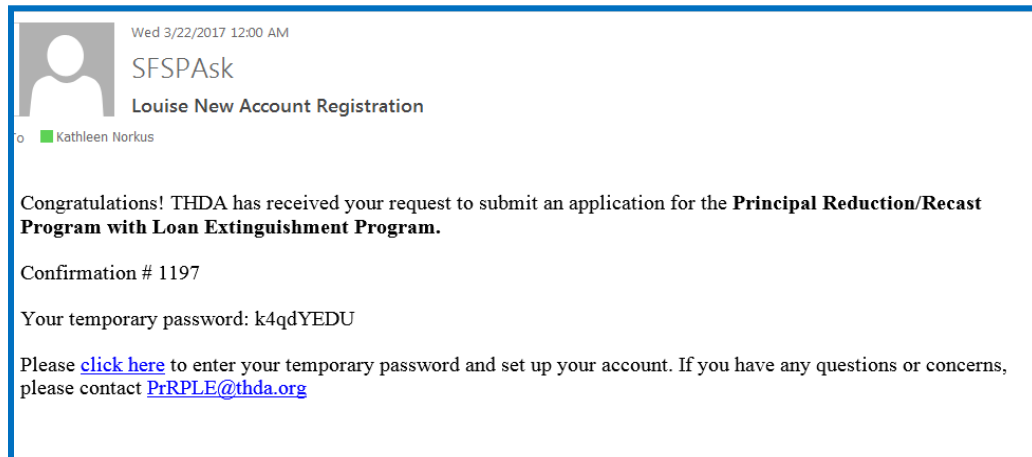 Wed 3/22/2017 12:00 AM
SFSPAsk
Louise New Account Registration
To Kathleen Norkus
Congratulations! THDA has received your request to submit an application for the Principal Reduction/Recast
Program with Loan Extinguishment Program.
Confirmation # 1197
Your temporary password: k4qdYEDU
Please click here to enter your temporary password and set up your account. If you have any questions or concerns,
please contact PrRPLE@thda.org